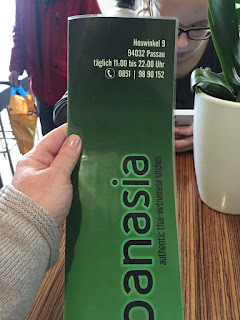 Heuwinkel 9
94032 Passau
täglich 11:00 bis 22:00 Uhr
0851 | 98 90 152
panasia
authentic thai-vietnamese kitchen